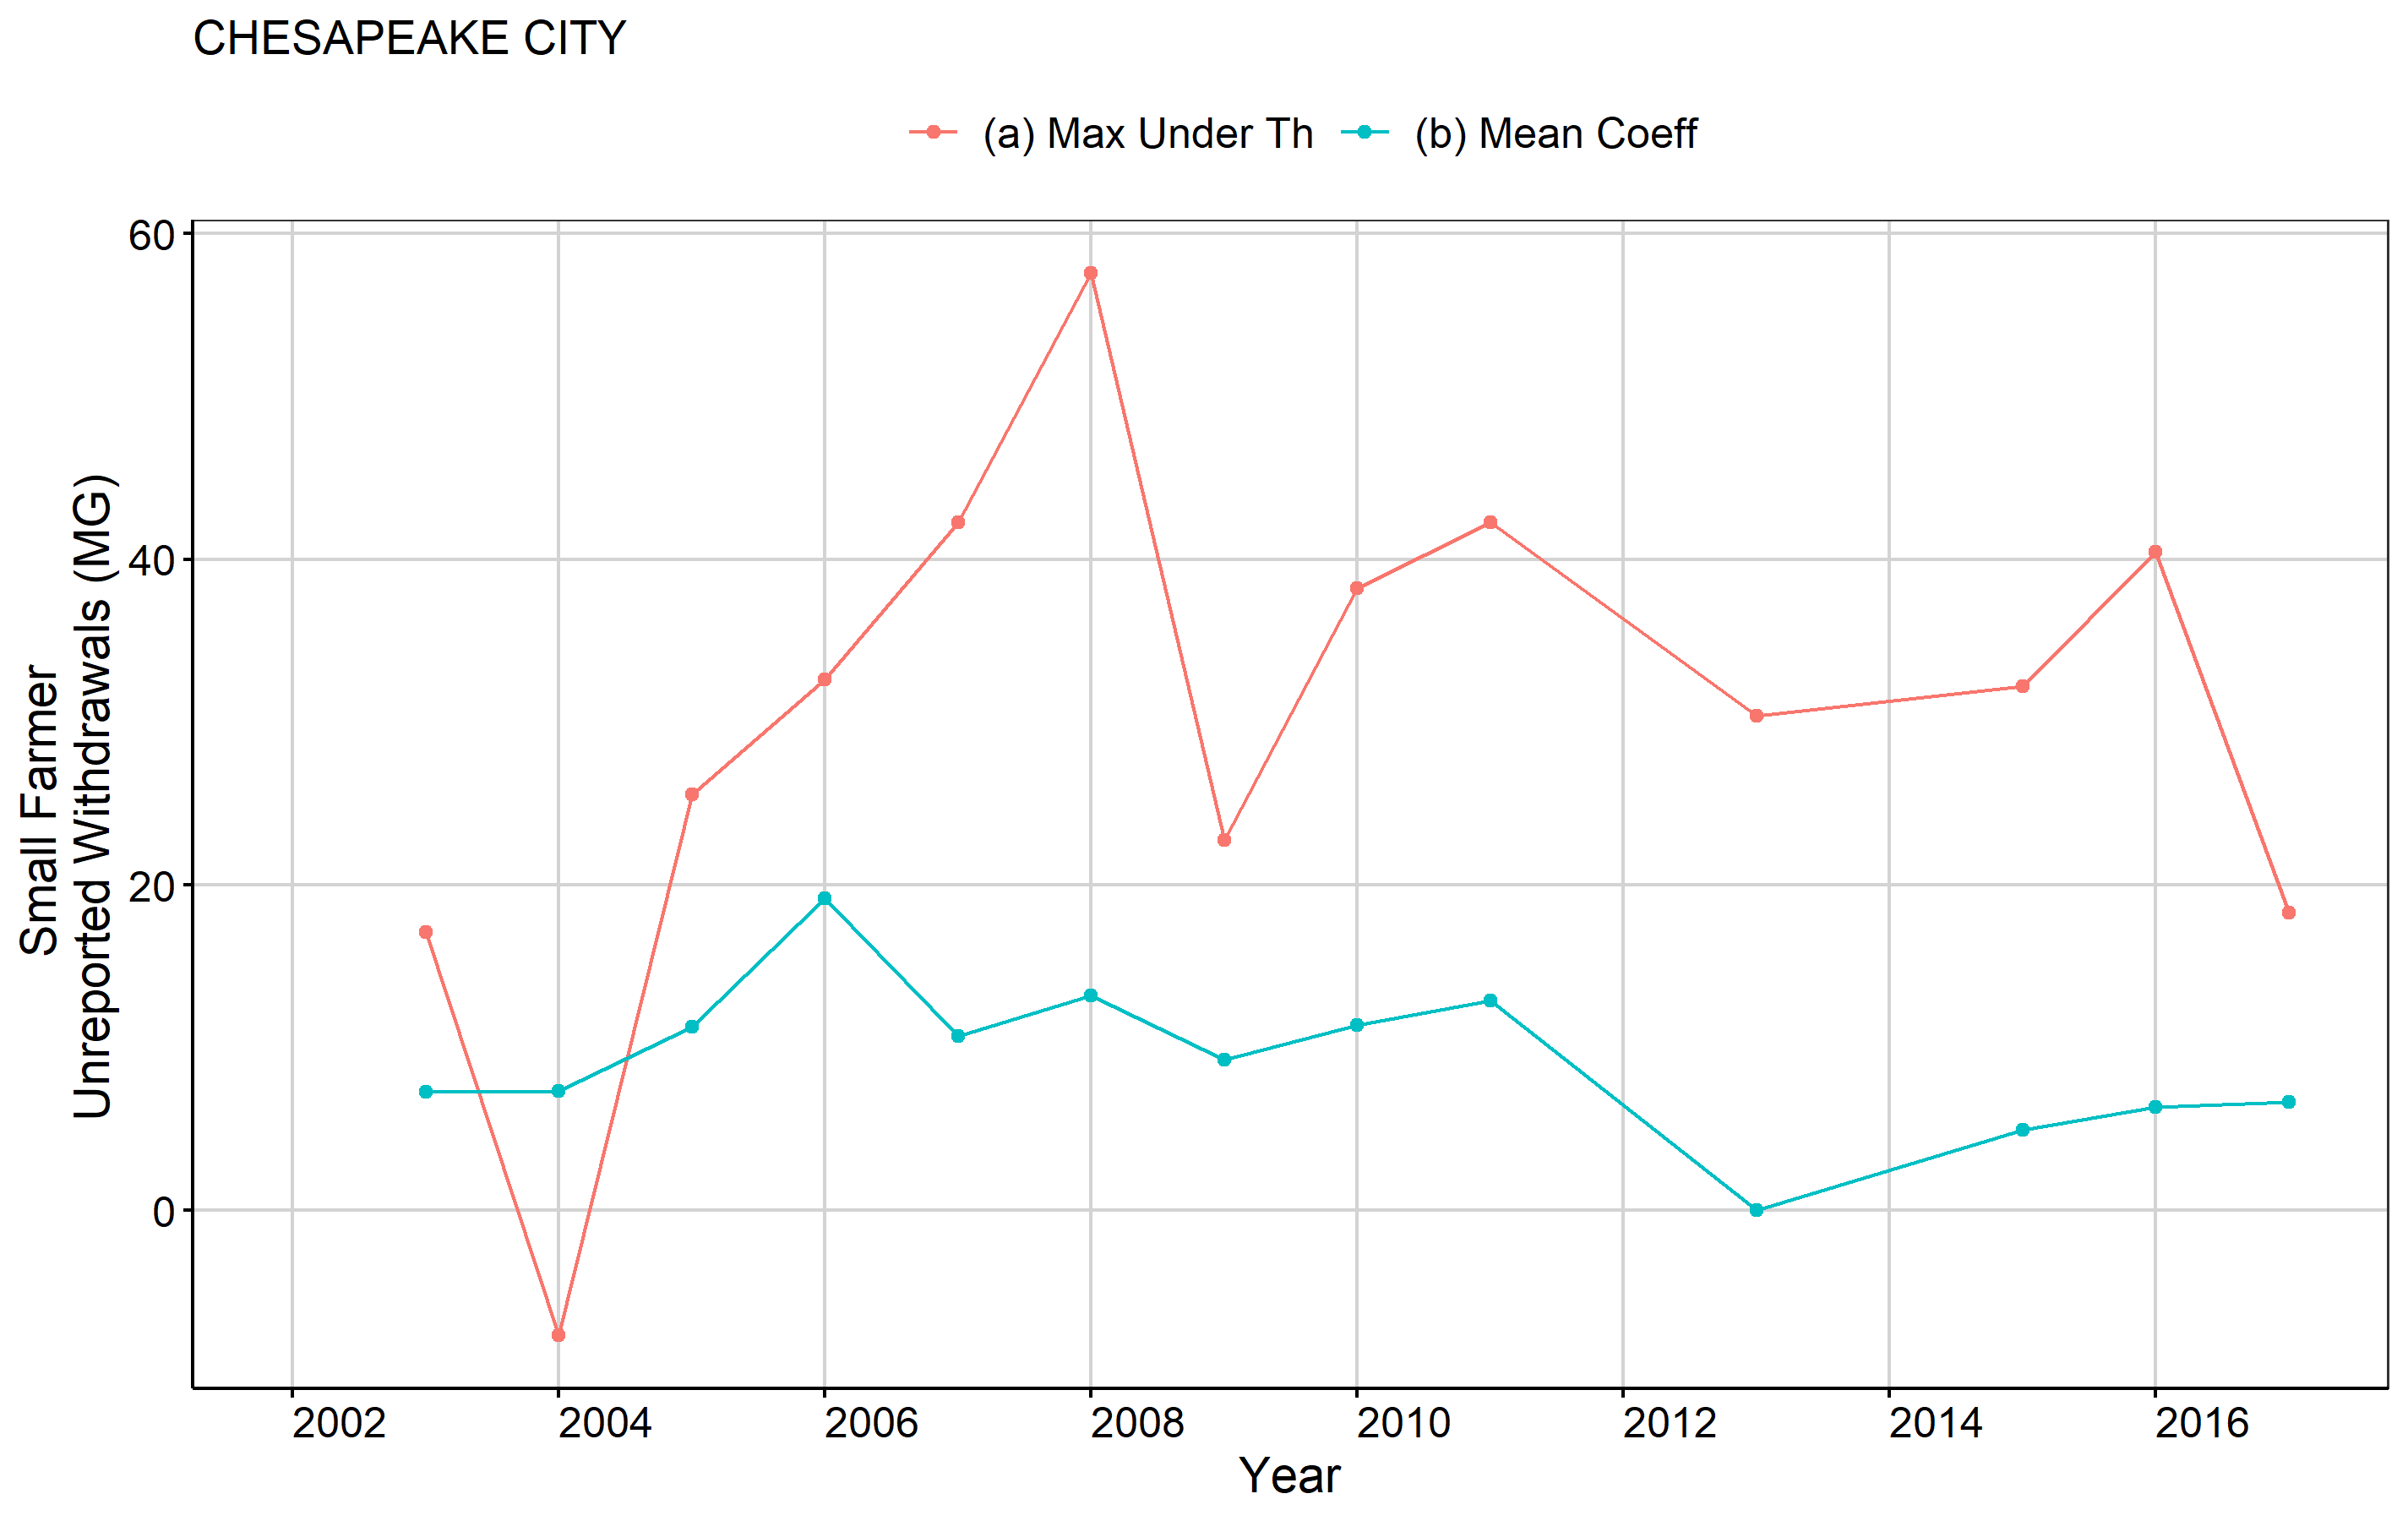 CHESAPEAKE CITY
(a) Max Under Th (b) Mean Coeff
Small Farmer
Unreported Withdrawals (MG)
60
40
20
0
2002 2004 2006 2008 2010 2012 2014 2016
Year